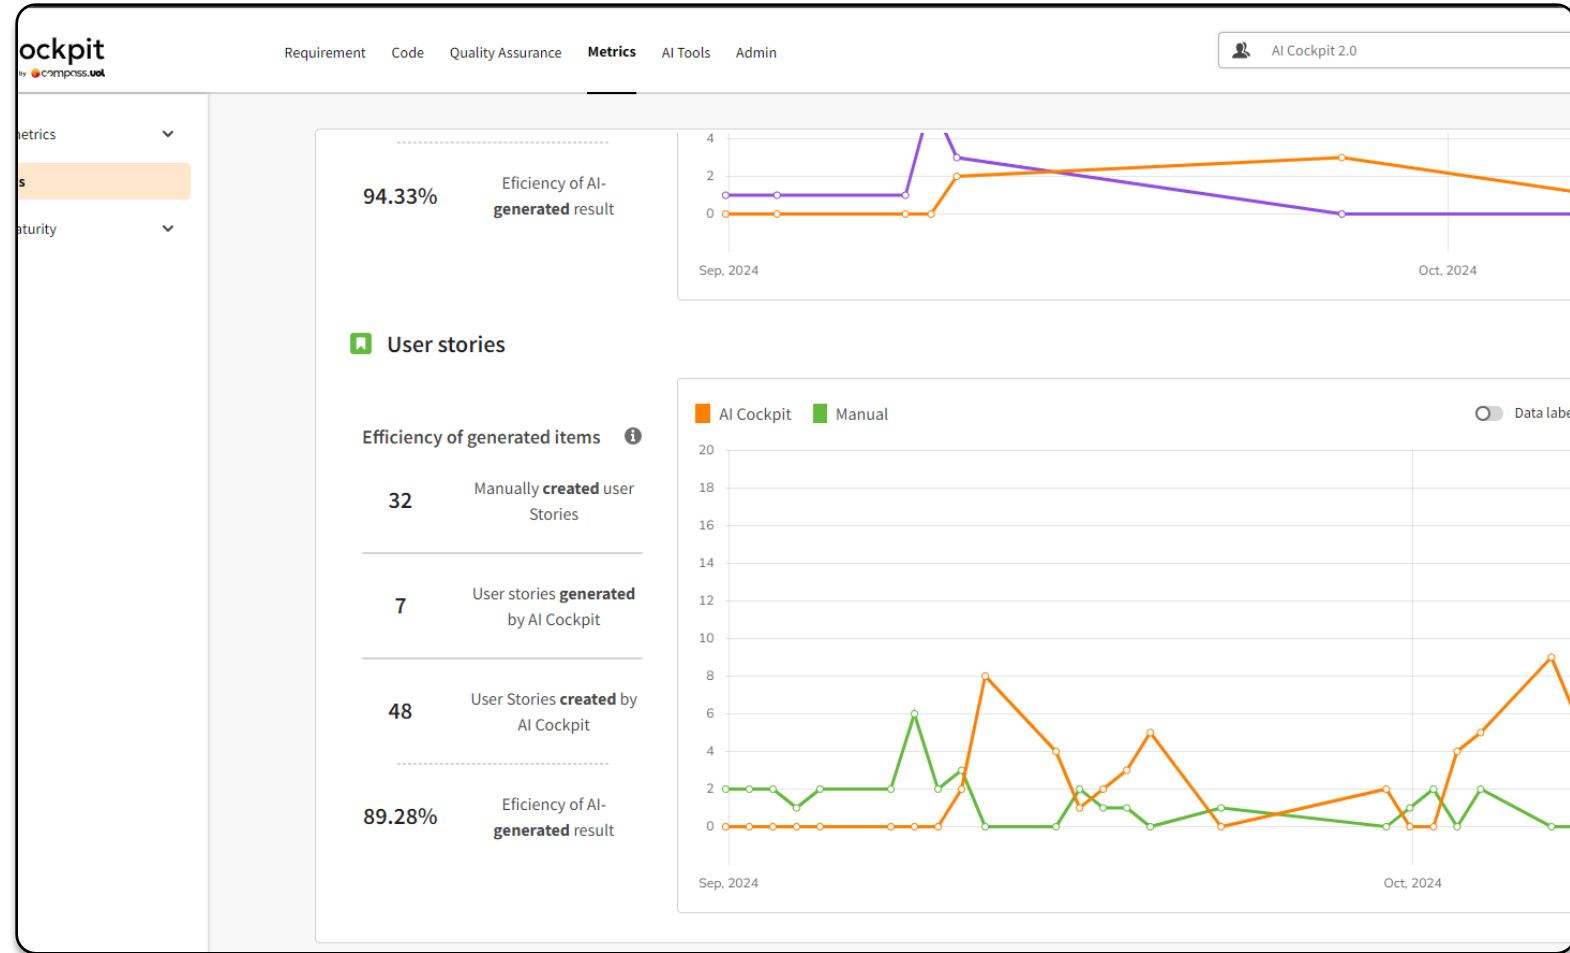 ockpit
by compass.uol
Requirement Code Quality Assurance Metrics AI Tools Admin
AI Cockpit 2.0
etrics
s
aturity
94.33%
Eficiency of AI-
generated result
4
2
0
Sep, 2024
Oct, 2024
User stories
Efficiency of generated items
32
Manually created user
Stories
7
User stories generated
by AI Cockpit
48
User Stories created by
AI Cockpit
89.28%
Eficiency of AI-
generated result
AI Cockpit
Manual
Data labe
20
18
16
14
12
10
8
6
4
2
0
Sep, 2024
Oct, 2024